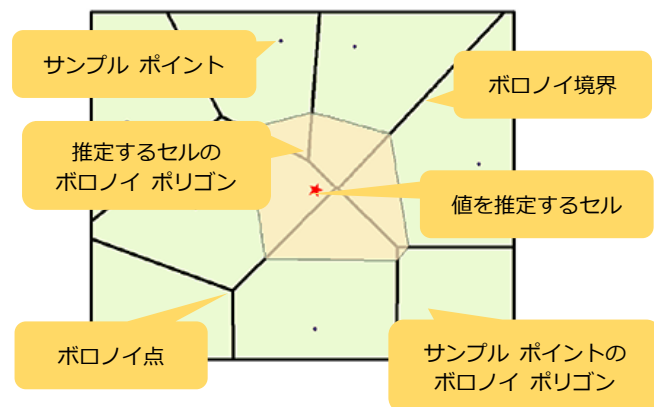 サンプル ポイント
ボロノイ境界
推定するセルの
ボロノイ ポリゴン
値を推定するセル
ボロノイ点
サンプル ポイントの
ボロノイ ポリゴン